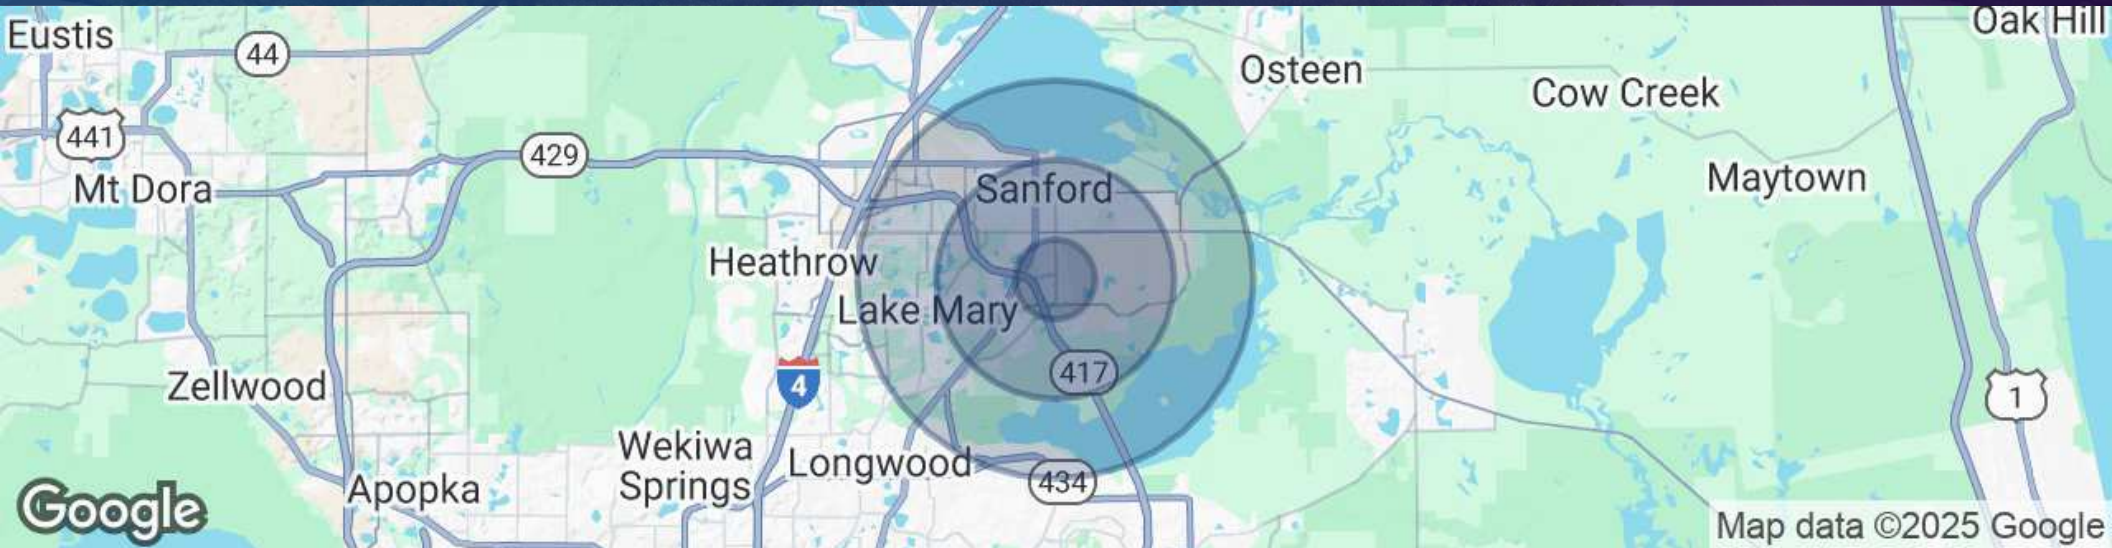 Eustis
44
Oak Hill
Osteen
Cow Creek
441
429
Mt Dora
Sanford
Maytown
Heathrow
Lake Mary
417
4
Zellwood
1
Wekiwa
Springs
Longwood
434
Apopka
Google
Map data ©2025 Google